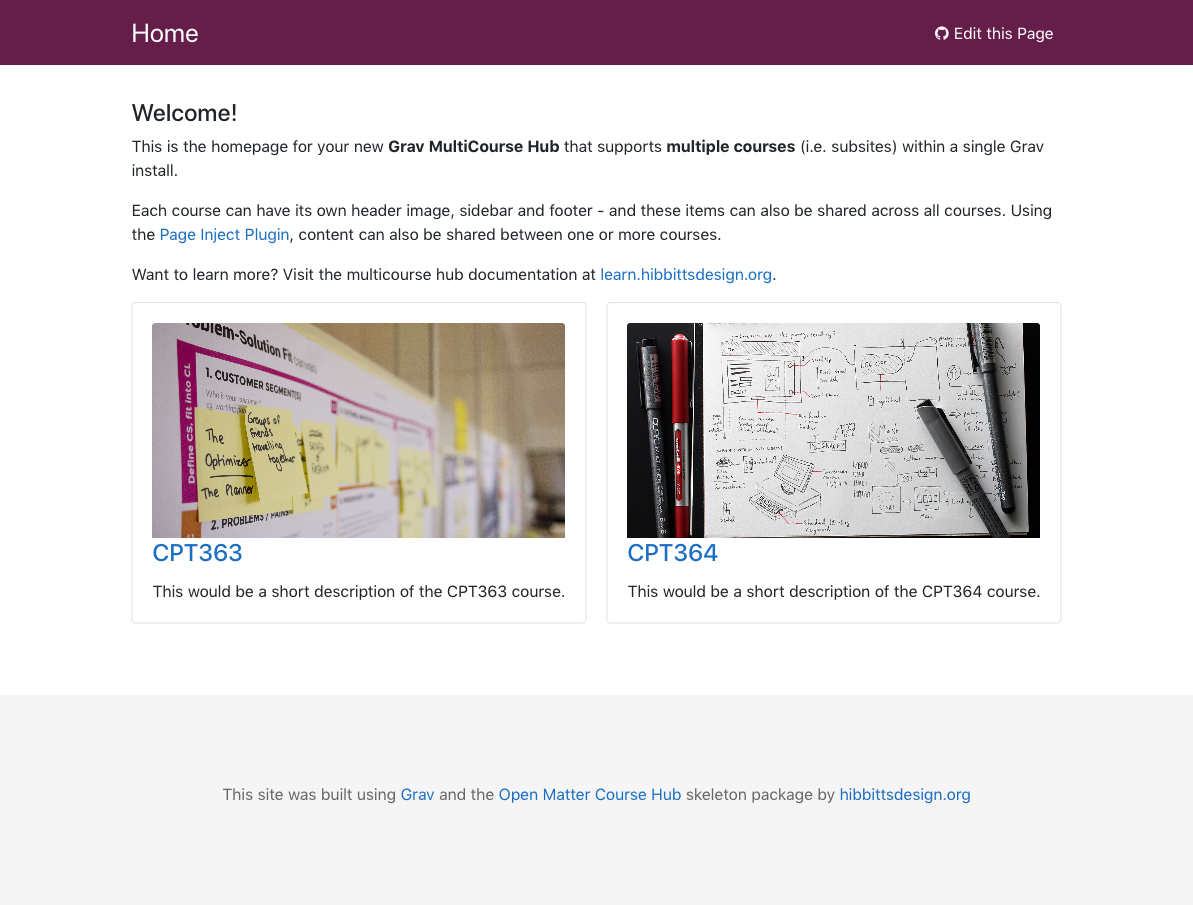 Home
Edit this Page
Welcome!
This is the homepage for your new Grav MultiCourse Hub that supports multiple courses (i.e. subsites) within a single Grav
install.
Each course can have its own header image, sidebar and footer - and these items can also be shared across all courses. Using
the Page Inject Plugin, content can also be shared between one or more courses.
Want to learn more? Visit the multicourse hub documentation at learn.hibbittsdesign.org.
oblem-Solution Fit canvas
Define CS, fit into CL
1. CUSTOMER SEGMENT(S)
Who is your customer?
The
Optimizer
The Planner
Groups of
friends
travelling
together
2. PROBLEMS / PAINS
CPT363
This would be a short description of the CPT363 course.
CPT364
This would be a short description of the CPT364 course.
This site was built using Grav and the Open Matter Course Hub skeleton package by hibbittsdesign.org